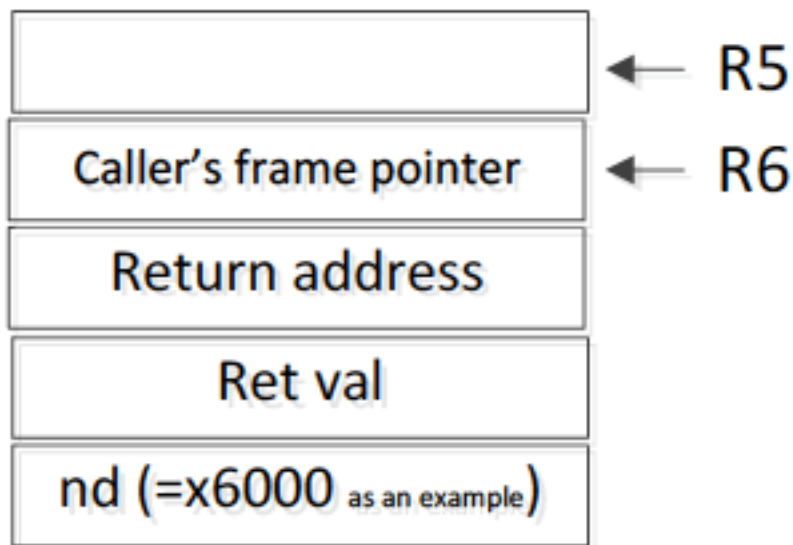 R5
Caller's frame pointer R6
Return address
Ret val
nd (=x6000 as an example)